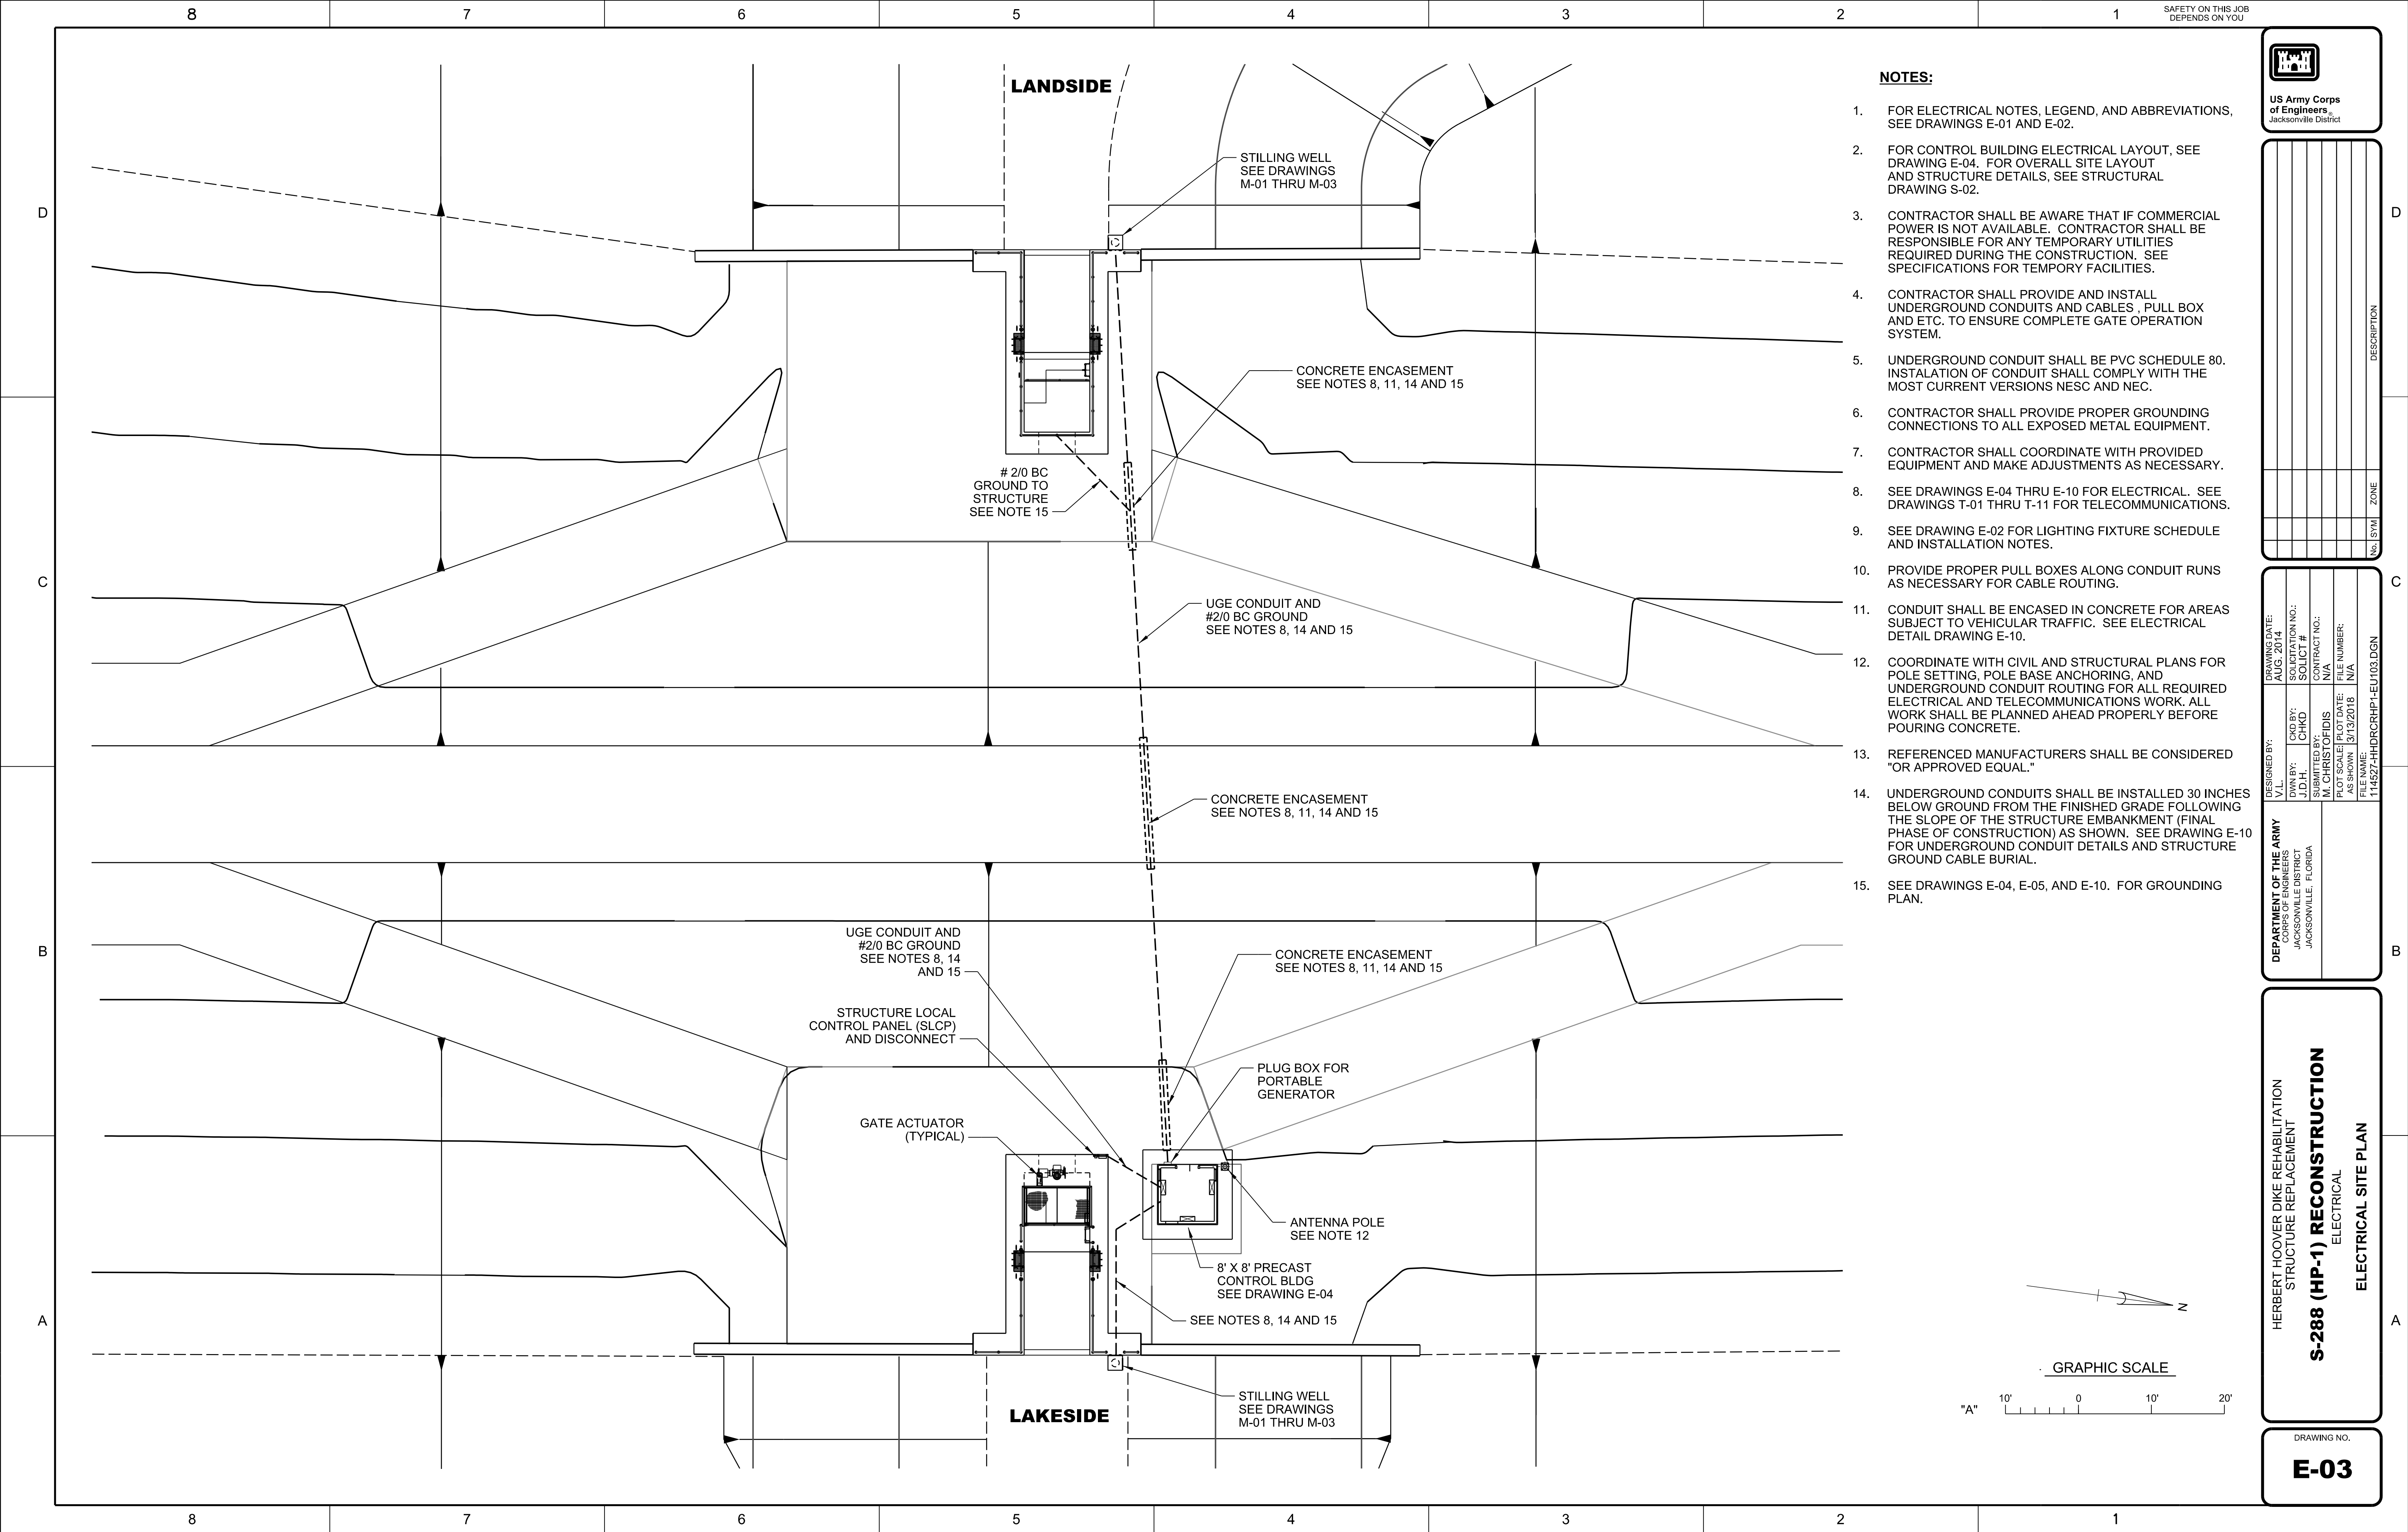 8 7 6 5 4 3 2 1
SAFETY ON THIS JOB
DEPENDS ON YOU
D
C
B
A
LANDSIDE
STILLING WELL
SEE DRAWINGS
M-01 THRU M-03
CONCRETE ENCASEMENT
SEE NOTES 8, 11, 14 AND 15
# 2/0 BC
GROUND TO
STRUCTURE
SEE NOTE 15
UGE CONDUIT AND
#2/0 BC GROUND
SEE NOTES 8, 14 AND 15
CONCRETE ENCASEMENT
SEE NOTES 8, 11, 14 AND 15
UGE CONDUIT AND
#2/0 BC GROUND
SEE NOTES 8, 14
AND 15
CONCRETE ENCASEMENT
SEE NOTES 8, 11, 14 AND 15
STRUCTURE LOCAL
CONTROL PANEL (SLCP)
AND DISCONNECT
PLUG BOX FOR
PORTABLE
GENERATOR
GATE ACTUATOR
(TYPICAL)
ANTENNA POLE
SEE NOTE 12
8' X 8' PRECAST
CONTROL BLDG
SEE DRAWING E-04
SEE NOTES 8, 14 AND 15
STILLING WELL
SEE DRAWINGS
M-01 THRU M-03
LAKESIDE
NOTES:
1. FOR ELECTRICAL NOTES, LEGEND, AND ABBREVIATIONS,
SEE DRAWINGS E-01 AND E-02.
2. FOR CONTROL BUILDING ELECTRICAL LAYOUT, SEE
DRAWING E-04. FOR OVERALL SITE LAYOUT
AND STRUCTURE DETAILS, SEE STRUCTURAL
DRAWING S-02.
3. CONTRACTOR SHALL BE AWARE THAT IF COMMERCIAL
POWER IS NOT AVAILABLE. CONTRACTOR SHALL BE
RESPONSIBLE FOR ANY TEMPORARY UTILITIES
REQUIRED DURING THE CONSTRUCTION. SEE
SPECIFICATIONS FOR TEMPORY FACILITIES.
4. CONTRACTOR SHALL PROVIDE AND INSTALL
UNDERGROUND CONDUITS AND CABLES , PULL BOX
AND ETC. TO ENSURE COMPLETE GATE OPERATION
SYSTEM.
5. UNDERGROUND CONDUIT SHALL BE PVC SCHEDULE 80.
INSTALATION OF CONDUIT SHALL COMPLY WITH THE
MOST CURRENT VERSIONS NESC AND NEC.
6. CONTRACTOR SHALL PROVIDE PROPER GROUNDING
CONNECTIONS TO ALL EXPOSED METAL EQUIPMENT.
7. CONTRACTOR SHALL COORDINATE WITH PROVIDED
EQUIPMENT AND MAKE ADJUSTMENTS AS NECESSARY.
8. SEE DRAWINGS E-04 THRU E-10 FOR ELECTRICAL. SEE
DRAWINGS T-01 THRU T-11 FOR TELECOMMUNICATIONS.
9. SEE DRAWING E-02 FOR LIGHTING FIXTURE SCHEDULE
AND INSTALLATION NOTES.
10. PROVIDE PROPER PULL BOXES ALONG CONDUIT RUNS
AS NECESSARY FOR CABLE ROUTING.
11. CONDUIT SHALL BE ENCASED IN CONCRETE FOR AREAS
SUBJECT TO VEHICULAR TRAFFIC. SEE ELECTRICAL
DETAIL DRAWING E-10.
12. COORDINATE WITH CIVIL AND STRUCTURAL PLANS FOR
POLE SETTING, POLE BASE ANCHORING, AND
UNDERGROUND CONDUIT ROUTING FOR ALL REQUIRED
ELECTRICAL AND TELECOMMUNICATIONS WORK. ALL
WORK SHALL BE PLANNED AHEAD PROPERLY BEFORE
POURING CONCRETE.
13. REFERENCED MANUFACTURERS SHALL BE CONSIDERED
"OR APPROVED EQUAL."
14. UNDERGROUND CONDUITS SHALL BE INSTALLED 30 INCHES
BELOW GROUND FROM THE FINISHED GRADE FOLLOWING
THE SLOPE OF THE STRUCTURE EMBANKMENT (FINAL
PHASE OF CONSTRUCTION) AS SHOWN. SEE DRAWING E-10
FOR UNDERGROUND CONDUIT DETAILS AND STRUCTURE
GROUND CABLE BURIAL.
15. SEE DRAWINGS E-04, E-05, AND E-10. FOR GROUNDING
PLAN.
N
GRAPHIC SCALE
"A" 10' 0 10' 20'
US Army Corps
of Engineers®
Jacksonville District
No. SYM ZONE DESCRIPTION
DESIGNED BY:
V.L.
DRAWING DATE:
AUG. 2014
DWN BY:
J.D.H.
CKD BY:
CHKD
SOLICITATION NO.:
SOLICT #
SUBMITTED BY:
M. CHRISTOFIDIS
CONTRACT NO.:
N/A
PLOT SCALE:
AS SHOWN
PLOT DATE:
3/13/2018
FILE NUMBER:
N/A
FILE NAME:
114527-HHDRCRHP1-EU103.DGN
DEPARTMENT OF THE ARMY
CORPS OF ENGINEERS
JACKSONVILLE DISTRICT
JACKSONVILLE, FLORIDA
HERBERT HOOVER DIKE REHABILITATION
STRUCTURE REPLACEMENT
S-288 (HP-1) RECONSTRUCTION
ELECTRICAL
ELECTRICAL SITE PLAN
DRAWING NO.
E-03
D
C
B
A
8 7 6 5 4 3 2 1